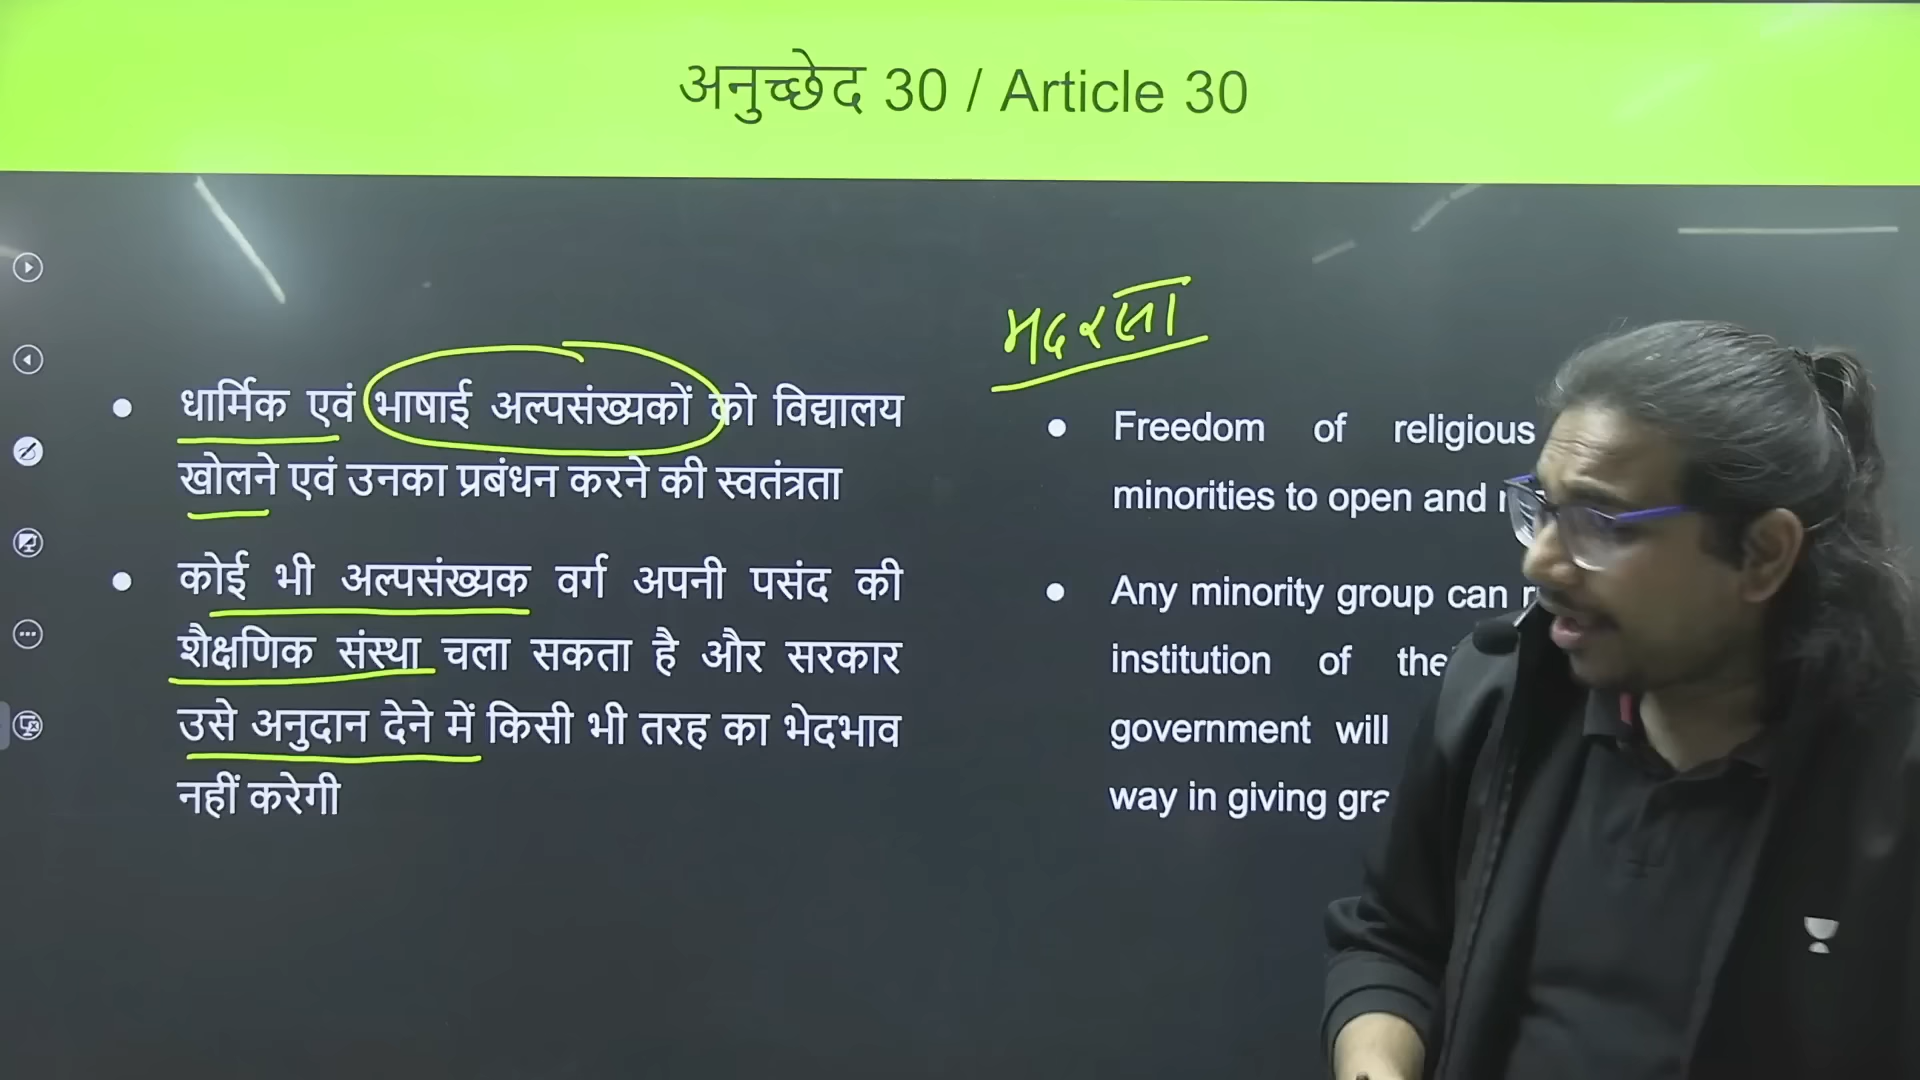 अनुच्छेद 30 / Article 30
धार्मिक एवं भाषाई अल्पसंख्यकों को विद्यालय
खोलने एवं उनका प्रबंधन करने की स्वतंत्रता
कोई भी अल्पसंख्यक वर्ग अपनी पसंद की
शैक्षणिक संस्था चला सकता है और सरकार
उसे अनुदान देने में किसी भी तरह का भेदभाव
नहीं करेगी
मदरसा
Freedom of religious
minorities to open and
Any minority group can
institution of
government will
way in giving